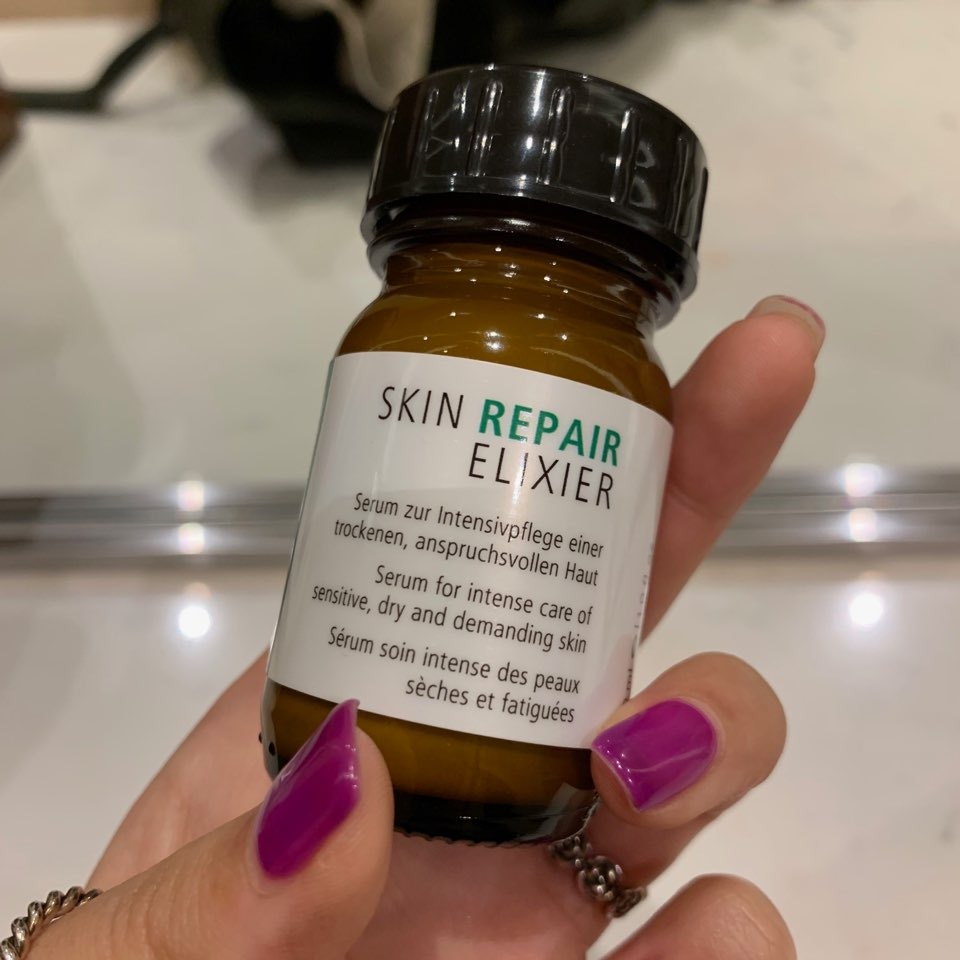 SKIN REPAIR
ELIXIER
Serum zur Intensivpflege einer
trockenen, anspruchsvollen Haut
Serum for intense care of
sensitive, dry and demanding skin
Sérum soin intense des peaux
sèches et fatiguées